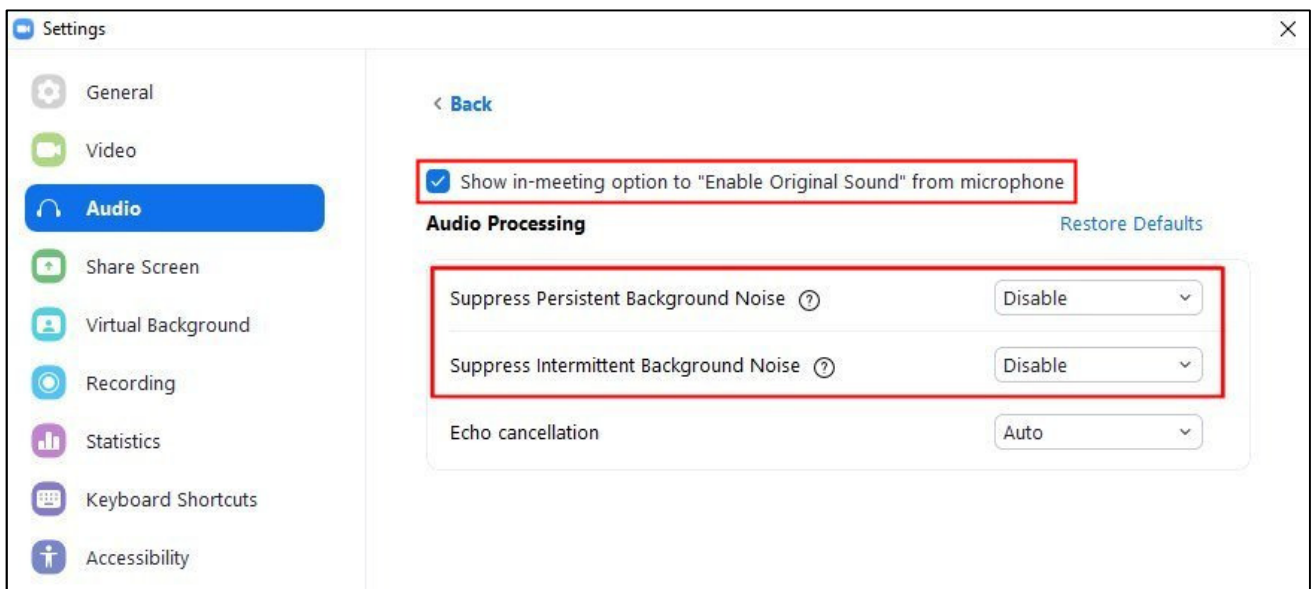 Settings
General
Video
Audio
Share Screen
Virtual Background
Recording
Statistics
Keyboard Shortcuts
Accessibility
< Back
Show in-meeting option to "Enable Original Sound" from microphone
Audio Processing Restore Defaults
Suppress Persistent Background Noise ? Disable
Suppress Intermittent Background Noise ? Disable
Echo cancellation Auto